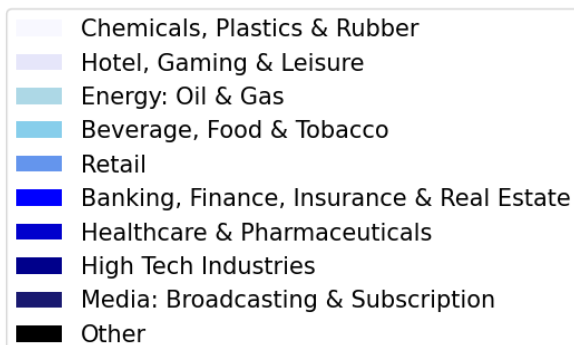 Chemicals, Plastics & Rubber
Hotel, Gaming & Leisure
Energy: Oil & Gas
Beverage, Food & Tobacco
Retail
Banking, Finance, Insurance & Real Estate
Healthcare & Pharmaceuticals
High Tech Industries
Media: Broadcasting & Subscription
Other